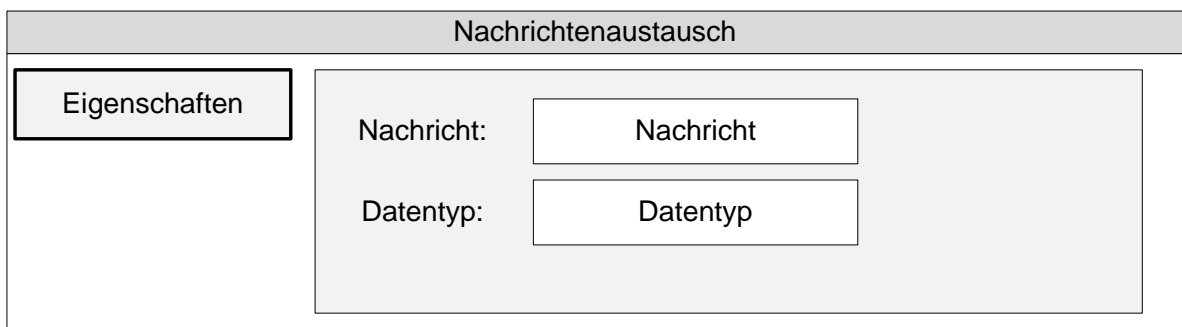 Nachrichtenaustausch
Eigenschaften
Nachricht: Nachricht
Datentyp: Datentyp